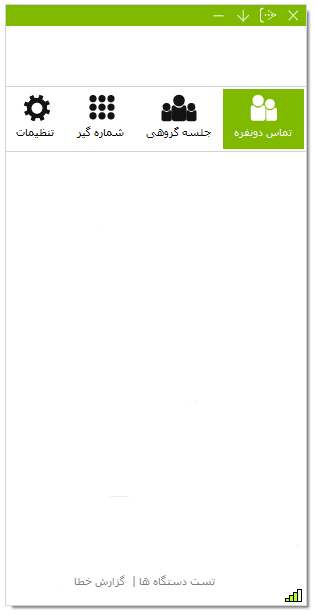 تماس دونفره
جلسه گروهی
شماره گیر
تنظیمات
تست دستگاه ها | گزارش خطا